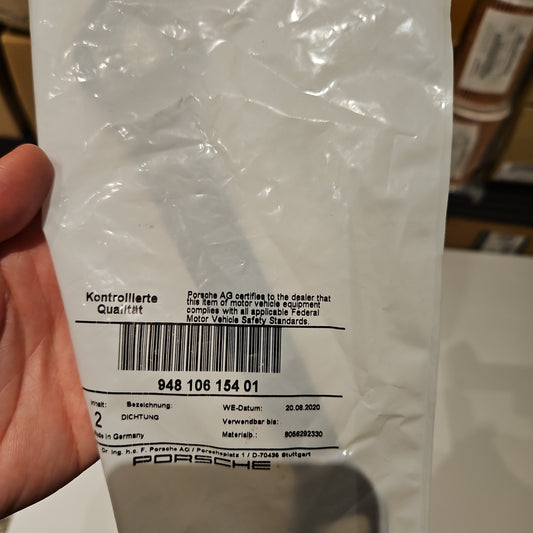 Kontrollierte
Qualität
Porsche AG certifies to the dealer that
this item of motor vehicle equipment
complies with all applicable Federal
Motor Vehicle Safety Standards.
948 106 154 01
Inhalt: Bezeichnung: WE-Datum: 20.08.2020
2 DICHTUNG Verwendbar bis:
Made in Germany Materialb.: 8056292330
Dr. Ing. h.c. F. Porsche AG / Porscheplatz 1 / D-70436 Stuttgart
PORSCHE